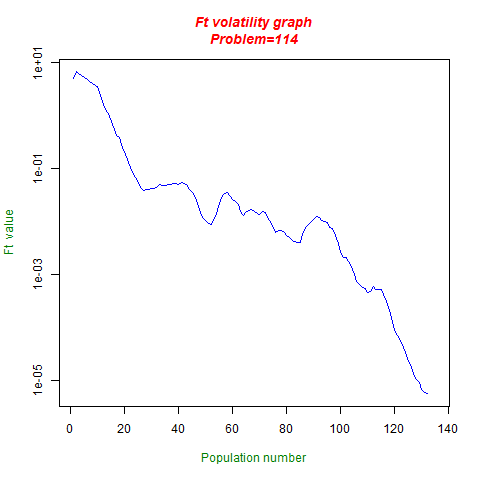 Ft volatility graph
Problem=114
1e+01
1e-01
1e-03
1e-05
Ft value
0 20 40 60 80 100 120 140
Population number